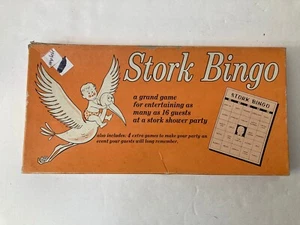 Stork Bingo
a grand game
for entertaining as
many as 16 guests
at a stork shower party
also includes: 4 extra games to make your party an
event your guests will long remember.
STORK BINGO